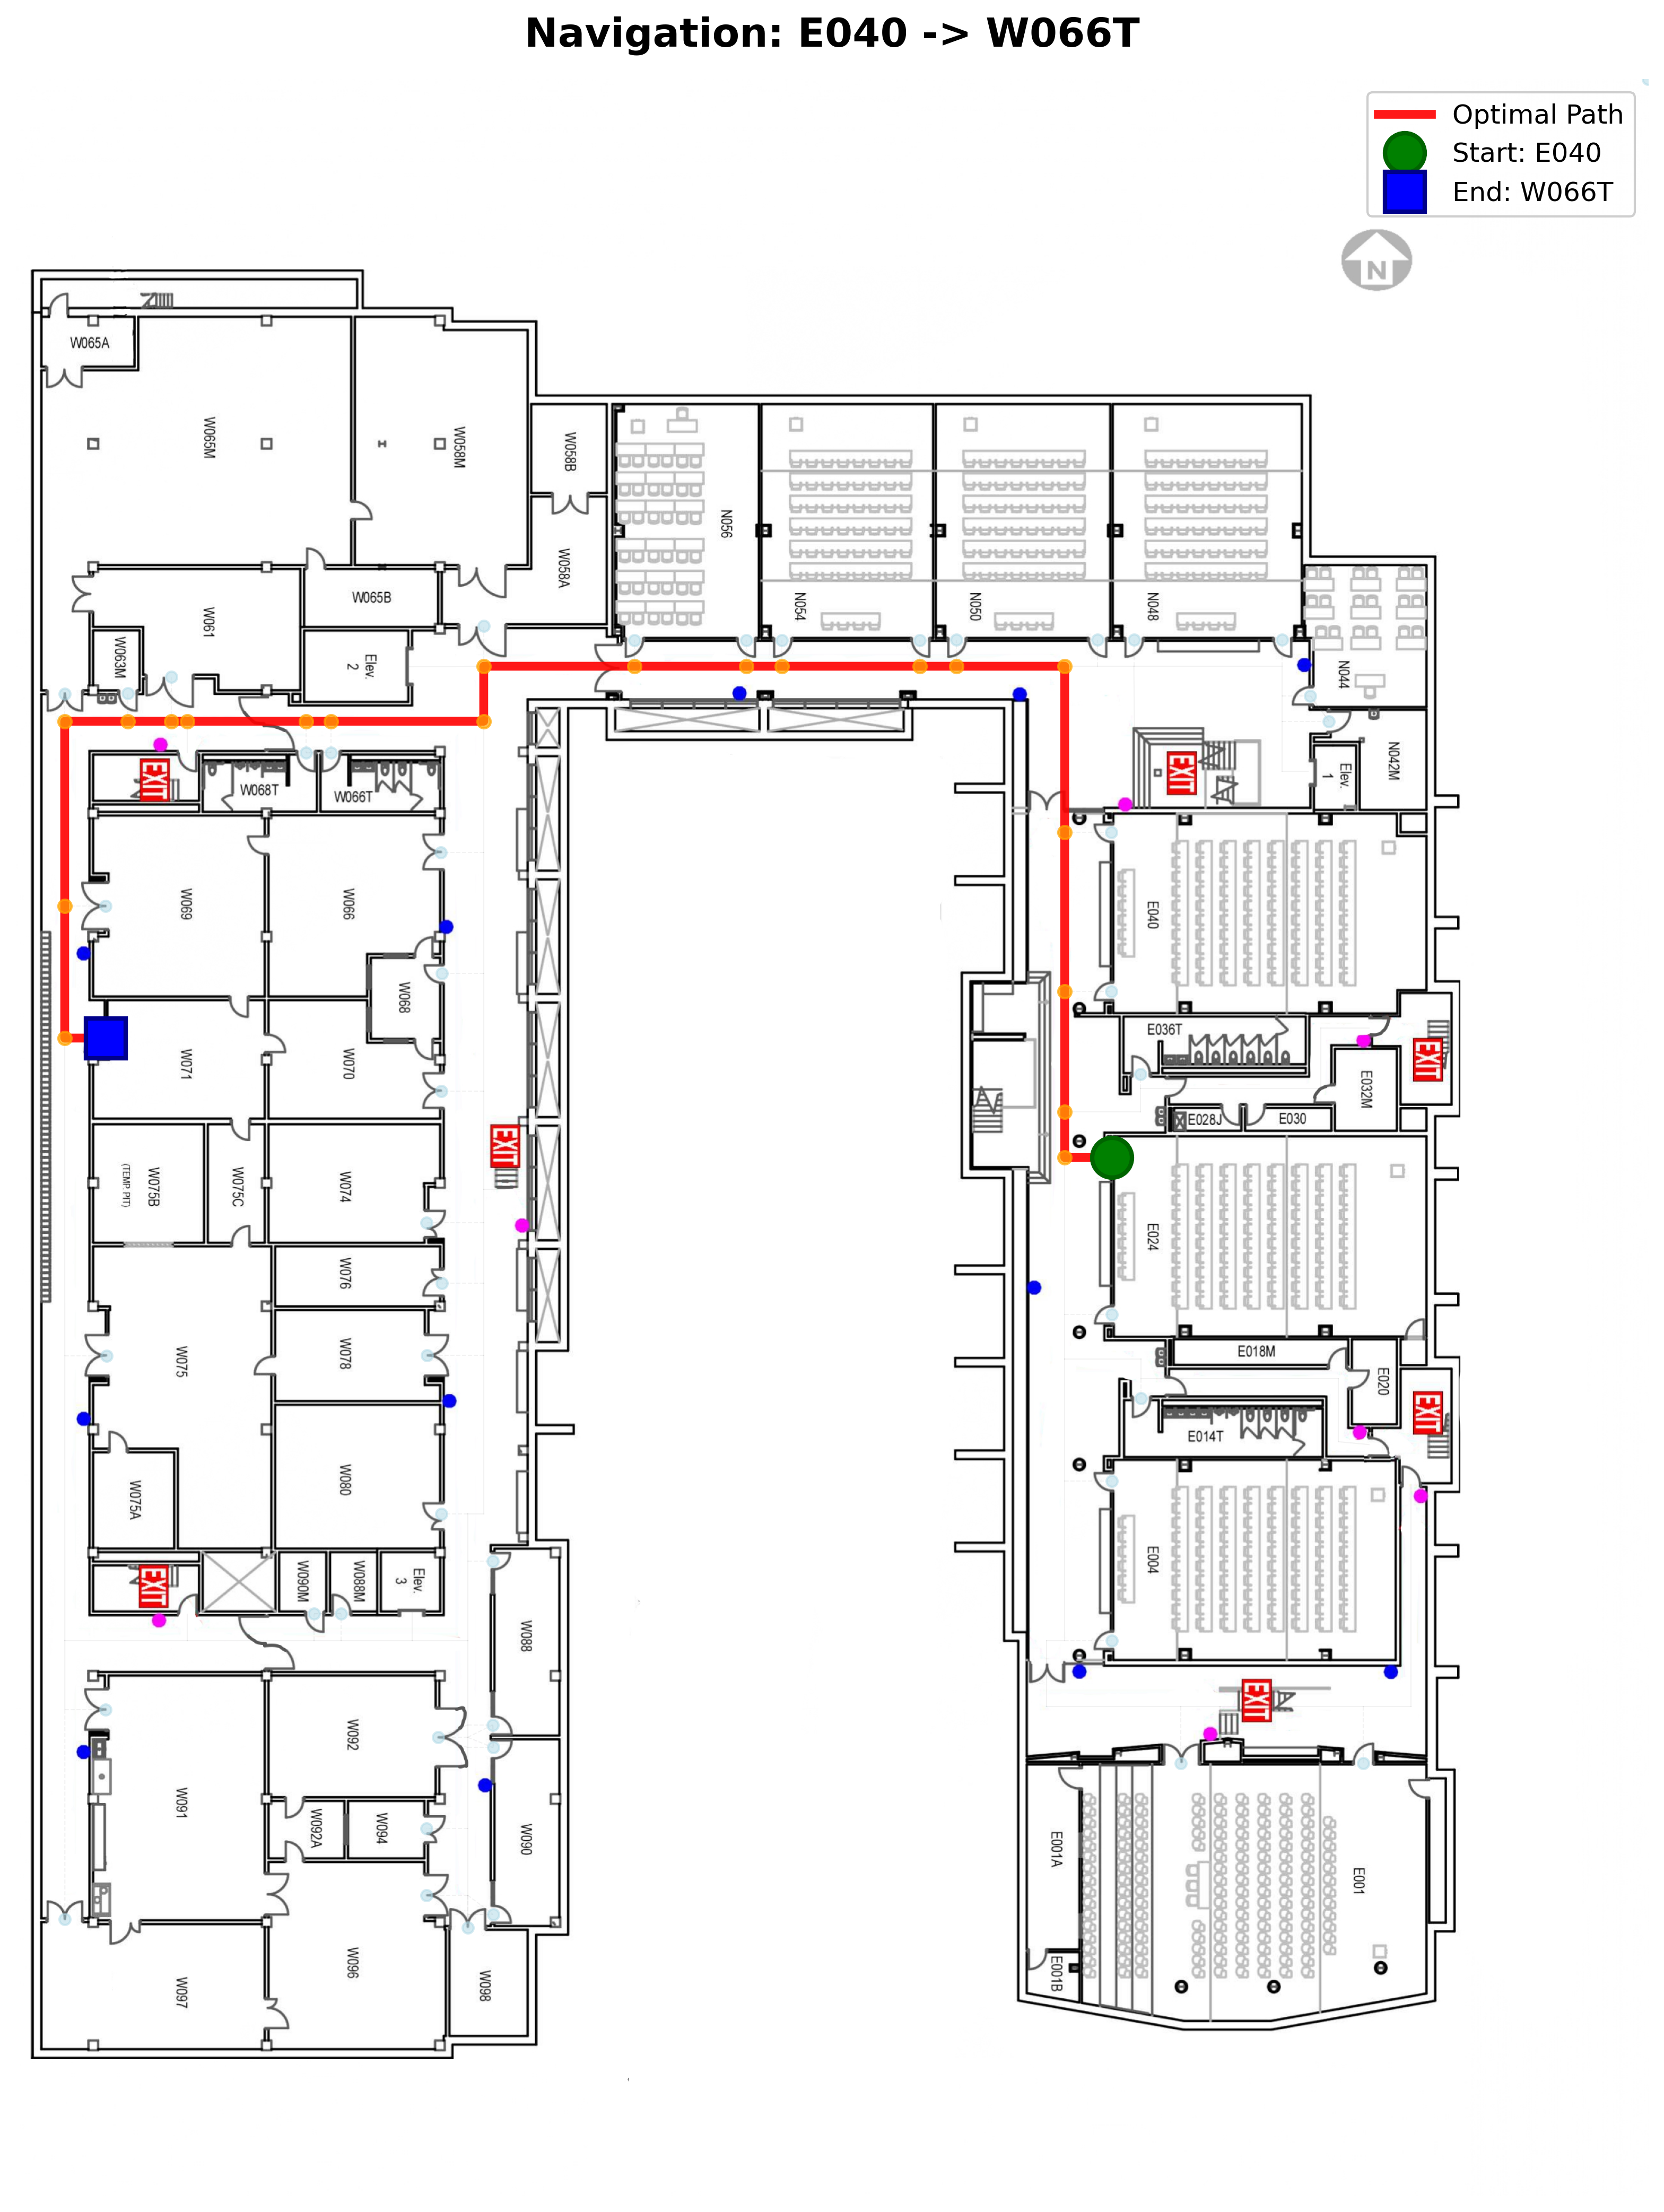 Navigation: E040 -> W066T
Optimal Path
Start: E040
End: W066T
N
W065A
W065M
W058M
W058B
W058A
N056
N054
N050
N048
N044
N042M
W065B
W061
W063M
Elev.
2
Elev.
1
EXIT
EXIT
W068T
W066T
W069
W066
W068
W071
W070
E040
E036T
E032M
EXIT
E028J
E030
EXIT
W075B
(TEMP. PIT)
W075C
W074
E024
W076
W075
W078
E018M
E020
EXIT
W075A
W080
E014T
E004
EXIT
W090M
W088M
Elev.
3
W088
EXIT
W092
W091
W092A
W094
W090
E001A
E001
W097
W096
W098
E001B